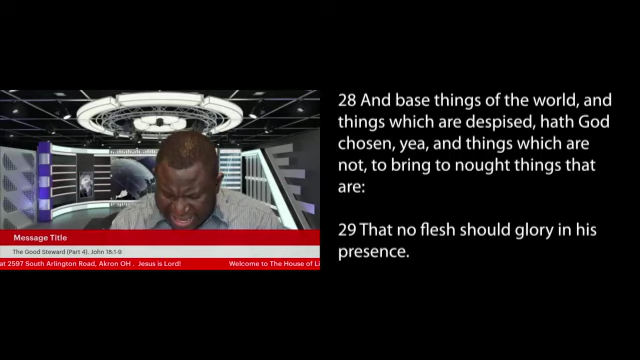 Message Title
The Good Steward (Part 4). John 18:1-9
at 2597 South Arlington Road, Akron OH . Jesus is Lord!    Welcome to The House of Li
28 And base things of the world, and
things which are despised, hath God
chosen, yea, and things which are
not, to bring to nought things that
are:
29 That no flesh should glory in his
presence.